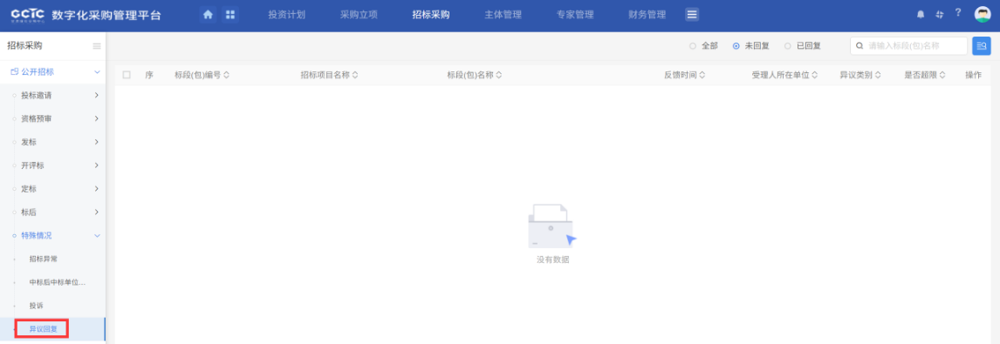 GCTC 数字化采购管理平台 投资计划 采购立项 招标采购 主体管理 专家管理 财务管理 ?
招标采购 全部 未回复 已回复 请输入标段(包)名称
公开招标
序 标段(包)编号 招标项目名称 标段(包)名称 反馈时间 受理人所在单位 异议类别 是否超限 操作
投标邀请
资格预审
发标
开评标
定标
标后
特殊情况
招标异常
没有数据
中标后中标单位...
投诉
异议回复